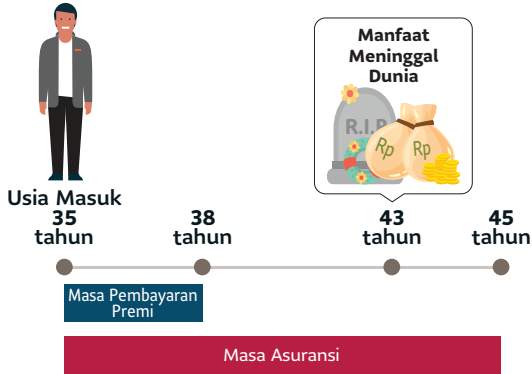 Manfaat
Meninggal
Dunia
R.I.P
Rp
Rp
Usia Masuk
35
tahun
38
tahun
43
tahun
45
tahun
Masa Pembayaran
Premi
Masa Asuransi